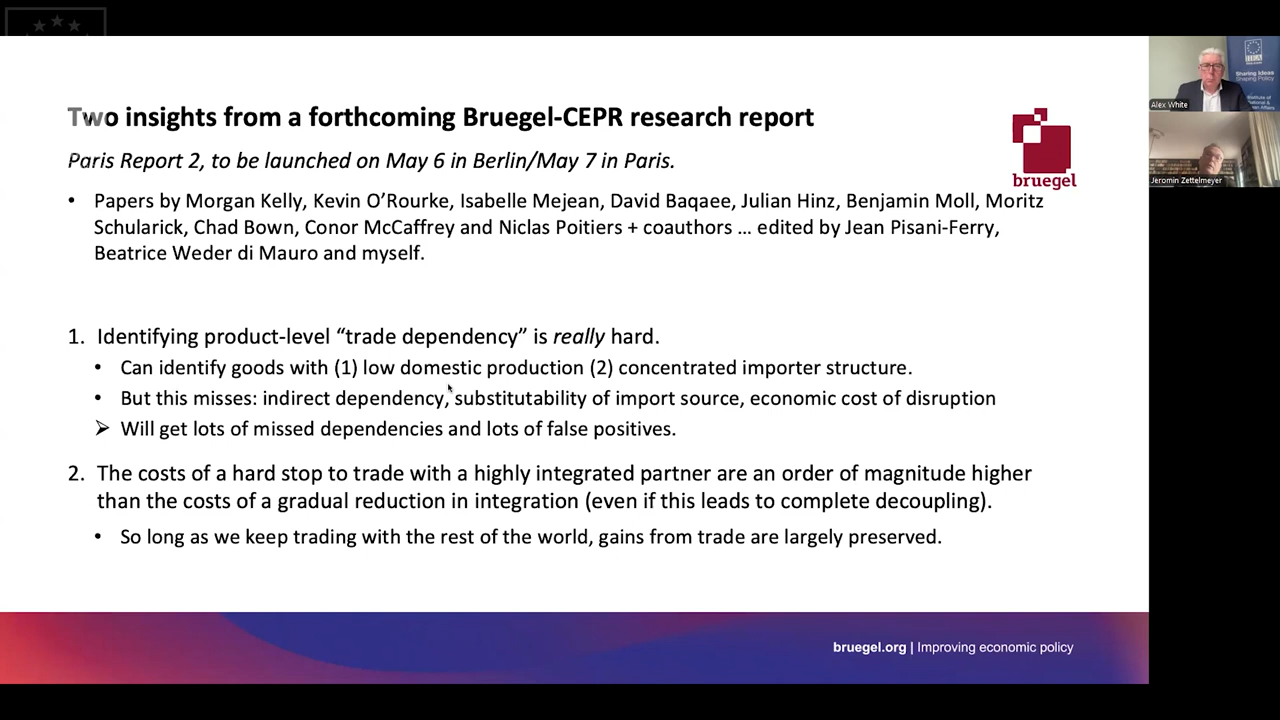 Two insights from a forthcoming Bruegel-CEPR research report
Paris Report 2, to be launched on May 6 in Berlin/May 7 in Paris.
bruegel
• Papers by Morgan Kelly, Kevin O’Rourke, Isabelle Mejean, David Baqaee, Julian Hinz, Benjamin Moll, Moritz
Schularick, Chad Bown, Conor McCaffrey and Niclas Poitiers + coauthors … edited by Jean Pisani-Ferry,
Beatrice Weder di Mauro and myself.
1. Identifying product-level “trade dependency” is really hard.
• Can identify goods with (1) low domestic production (2) concentrated importer structure.
• But this misses: indirect dependency, substitutability of import source, economic cost of disruption
➢ Will get lots of missed dependencies and lots of false positives.
2. The costs of a hard stop to trade with a highly integrated partner are an order of magnitude higher
than the costs of a gradual reduction in integration (even if this leads to complete decoupling).
• So long as we keep trading with the rest of the world, gains from trade are largely preserved.
bruegel.org | Improving economic policy
Sharing Ideas
Shaping Policy
Alex White
Jeromin Zettelmeyer